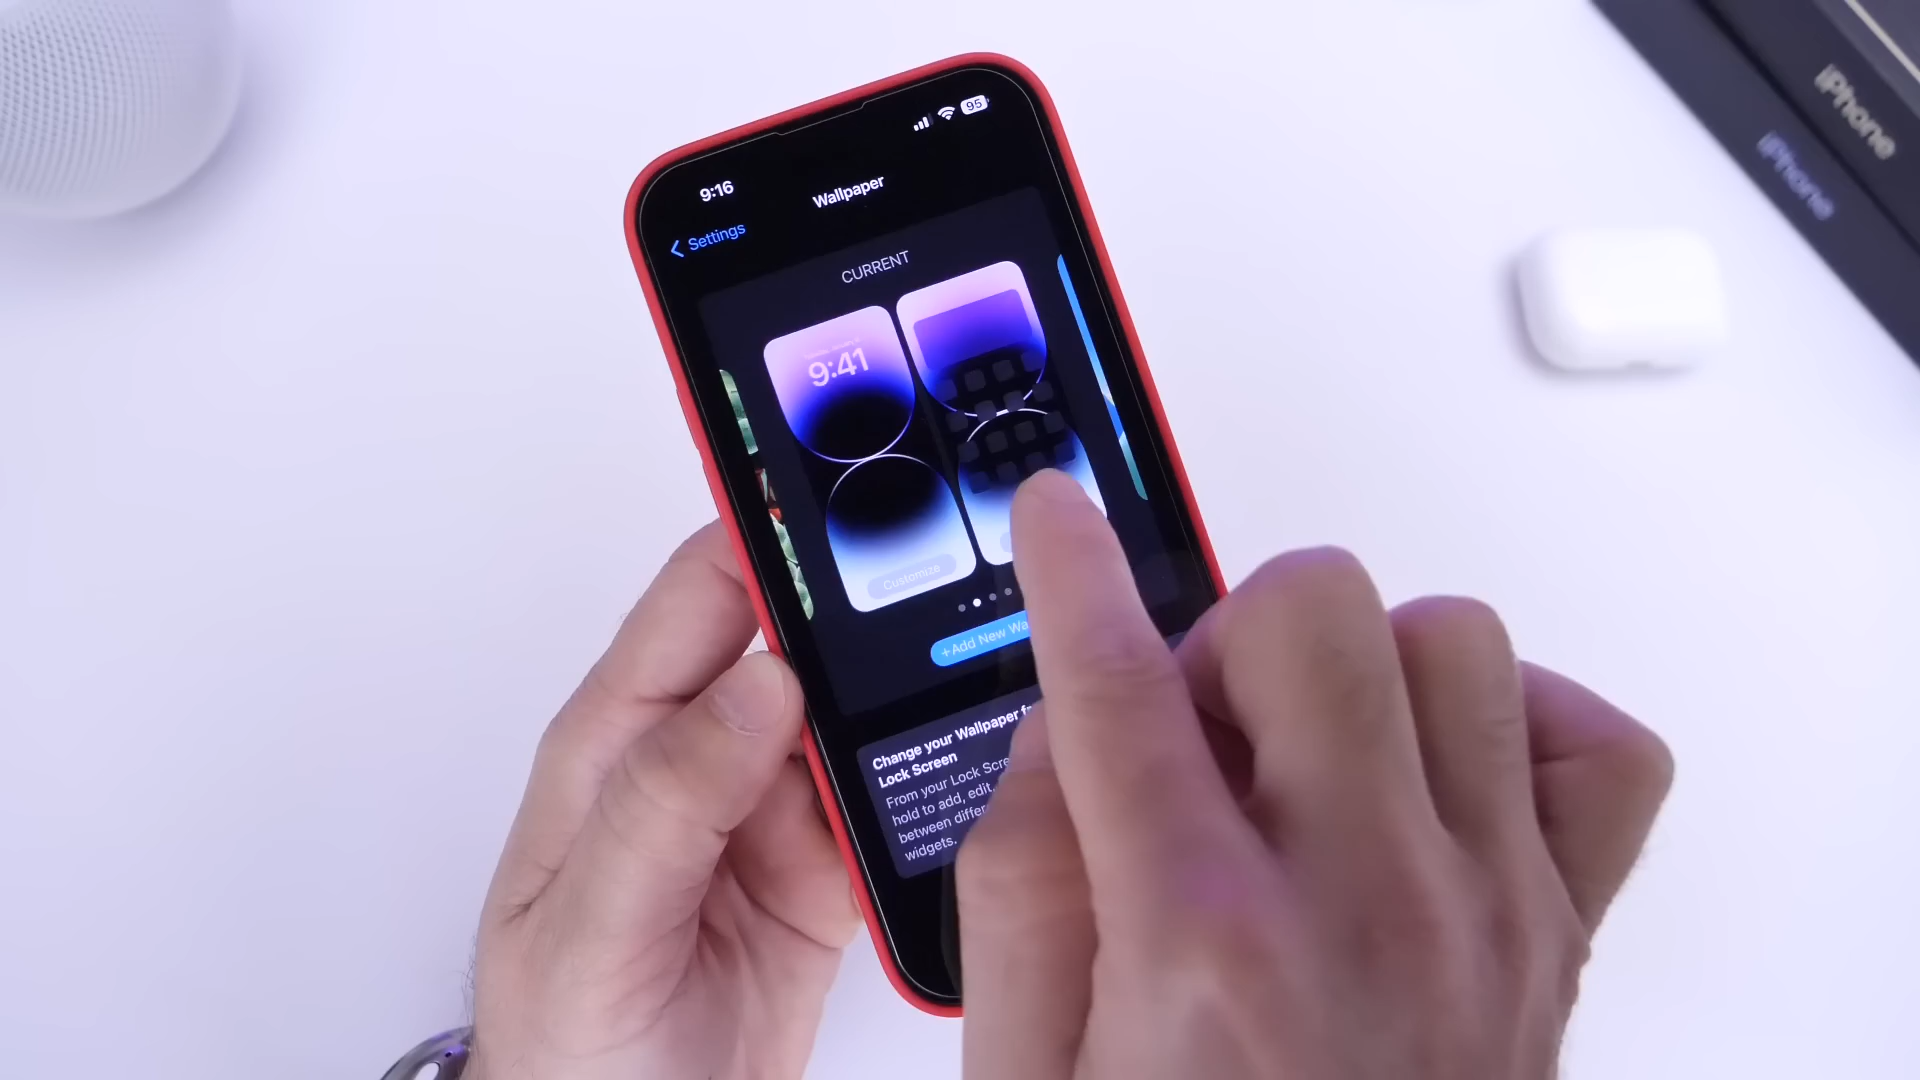 95
9:16
Wallpaper
Settings
CURRENT
9:41
Customize
+Add New Wa
Change your Wallpaper fr
Lock Screen
From your Lock Scre
hold to add, edit,
between differ
widgets.
iPhone
iPhone